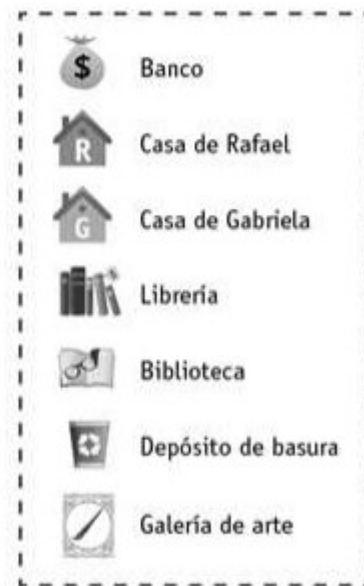 $ Banco
R Casa de Rafael
G Casa de Gabriela
Librería
Biblioteca
Depósito de basura
Galería de arte